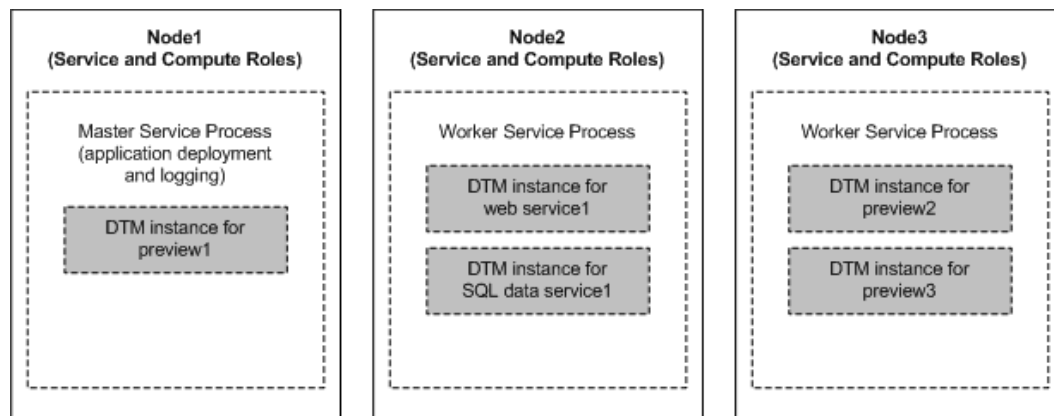 Node1
(Service and Compute Roles)
Master Service Process
(application deployment
and logging)
DTM instance for
preview1
Node2
(Service and Compute Roles)
Worker Service Process
DTM instance for
web service1
DTM instance for
SQL data service1
Node3
(Service and Compute Roles)
Worker Service Process
DTM instance for
preview2
DTM instance for
preview3